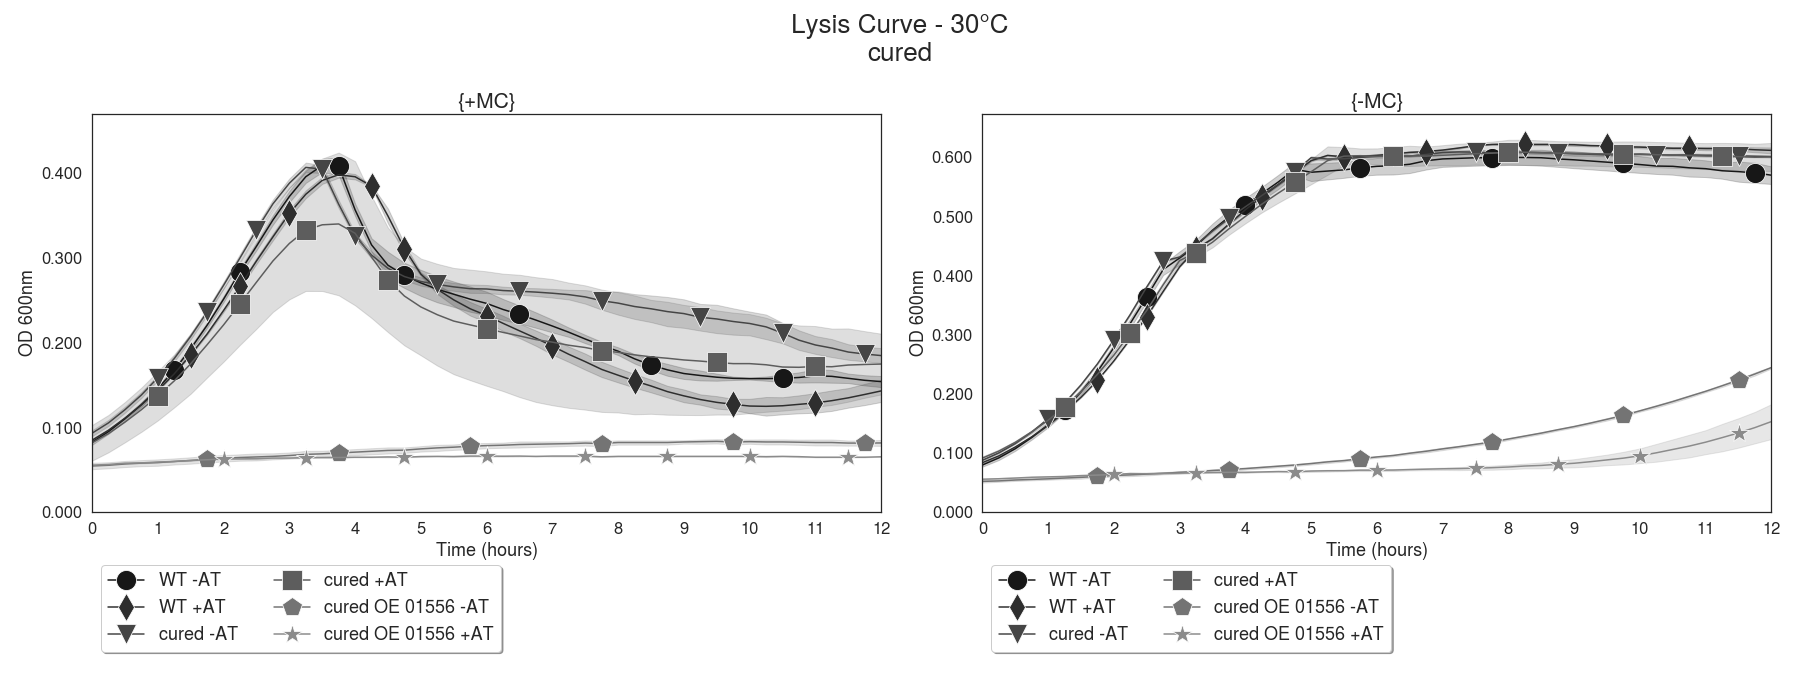 Lysis Curve - 30°C
cured
{+MC}
OD 600nm
0.400
0.300
0.200
0.100
0.000
0 1 2 3 4 5 6 7 8 9 10 11 12
Time (hours)
WT -AT
WT +AT
cured -AT
cured +AT
cured OE 01556 -AT
cured OE 01556 +AT
{-MC}
OD 600nm
0.600
0.500
0.400
0.300
0.200
0.100
0.000
0 1 2 3 4 5 6 7 8 9 10 11 12
Time (hours)
WT -AT
WT +AT
cured -AT
cured +AT
cured OE 01556 -AT
cured OE 01556 +AT